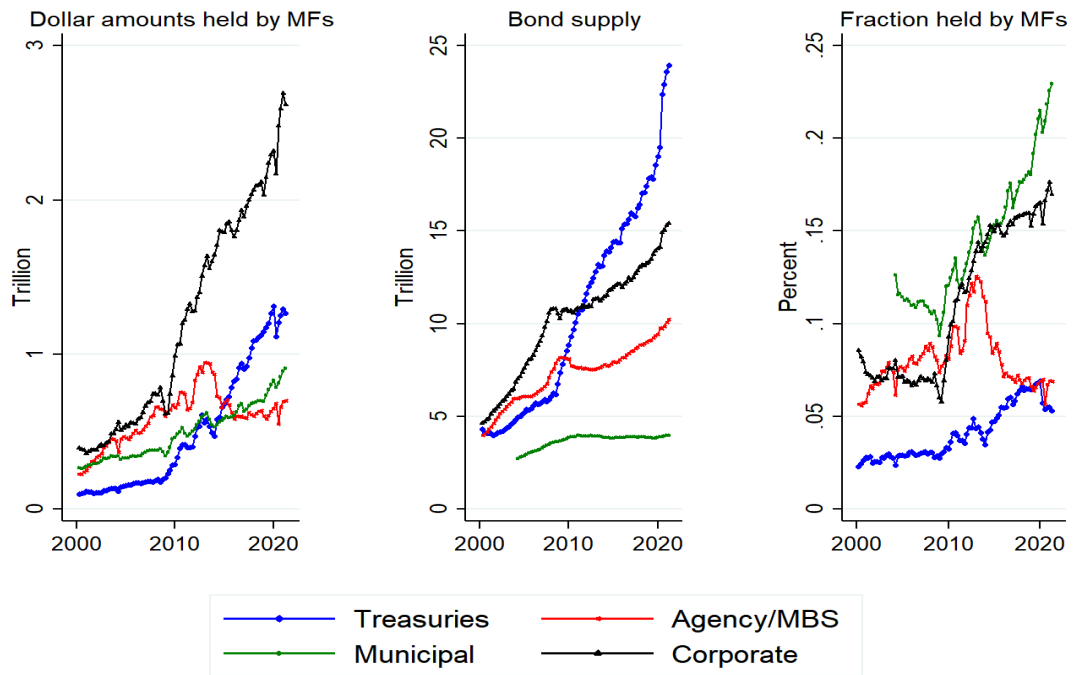 Dollar amounts held by MFs
Trillion
3
2
1
0
2000 2010 2020
Bond supply
Trillion
25
20
15
10
5
0
2000 2010 2020
Fraction held by MFs
Percent
.25
.2
.15
.1
.05
0
2000 2010 2020
Treasuries Agency/MBS
Municipal Corporate